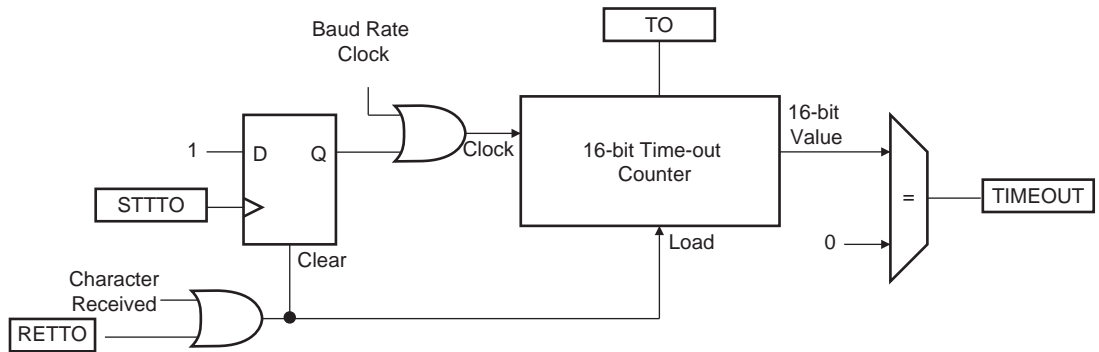 TO
Baud Rate
Clock
16-bit
Value
1
D
Q
Clock
16-bit Time-out
Counter
STTTO
=
TIMEOUT
0
Clear
Load
Character
Received
RETTO